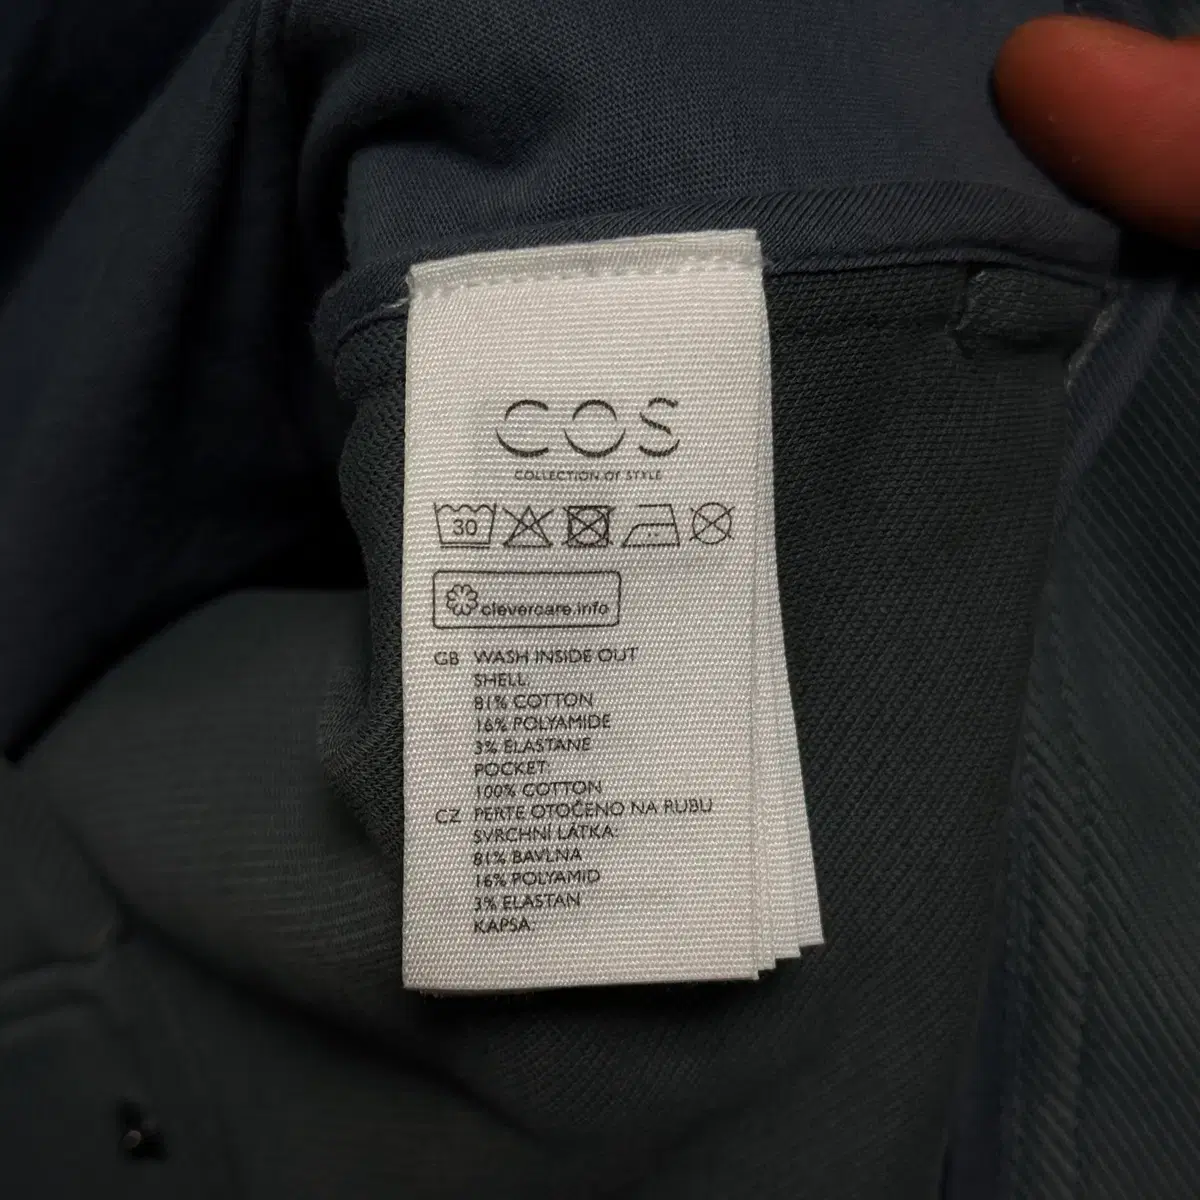 COS
COLLECTION OF STYLE
30
clevercare.info
GB WASH INSIDE OUT
SHELL:
81% COTTON
16% POLYAMIDE
3% ELASTANE
POCKET:
100% COTTON
CZ PERTE OTOČENO NA RUBU
SVRCHNÍ LÁTKA:
81% BAVLNA
16% POLYAMID
3% ELASTAN
KAPSA: